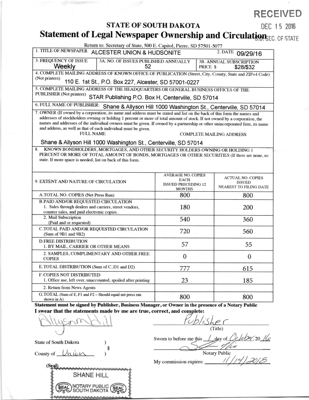 RECEIVED
DEC 15 2016
SEC. OF STATE
STATE OF SOUTH DAKOTA
Statement of Legal Newspaper Ownership and Circulation
Return to: Secretary of State, 500 E. Capitol, Pierre, SD 57501-5077
1. TITLE OF NEWSPAPER ALCESTER UNION & HUDSONITE
2. DATE 09/29/16
3. FREQUENCY OF ISSUE
Weekly
3A. NO. OF ISSUES PUBLISHED ANNUALLY
52
3B. ANNUAL SUBSCRIPTION
PRICE $ $28/$32
4. COMPLETE MAILING ADDRESS OF KNOWN OFFICE OF PUBLICATION (Street, City, County, State and ZIP+4 Code)
(Not printers)
110 E. 1st St., P.O. Box 227, Alcester, SD 57001-0227
5. COMPLETE MAILING ADDRESS OF THE HEADQUARTERS OR GENERAL BUSINESS OFFICES OF THE
PUBLISHER (Not printers)
STAR Publishing P.O. Box H, Centerville, SD 57014
6. FULL NAME OF PUBLISHER: Shane & Allyson Hill 1000 Washington St., Centerville, SD 57014
7. OWNER (If owned by a corporation, its name and address must be stated and list on the back of this form the names and
addresses of stockholders owning or holding 1 percent or more of total amount of stock. If not owned by a corporation, the
names and addresses of the individual owners must be given. If owned by a partnership or other unincorporated firm, its name
and address, as well as that of each individual must be given.
FULL NAME
COMPLETE MAILING ADDRESS
Shane & Allyson Hill 1000 Washington St., Centerville, SD 57014
8. KNOWN BONDHOLDERS, MORTGAGES, AND OTHER SECURITY HOLDERS OWNING OR HOLDING 1
PERCENT OR MORE OF TOTAL AMOUNT OF BONDS, MORTGAGES OR OTHER SECURITIES (If there are none, so
state. If more space is needed, list on back of this form.
9. EXTENT AND NATURE OF CIRCULATION
AVERAGE NO. COPIES
EACH
ISSUED PRECEEDING 12
MONTHS
ACTUAL NO. COPIES
ISSUED
NEAREST TO FILING DATE
A.TOTAL NO. COPIES (Net Press Run)
800
800
B.PAID AND/OR REQUESTED CIRCULATION
1. Sales through dealers and carriers, street vendors,
counter sales, and paid electronic copies .
180
200
2. Mail Subscription
(Paid and or requested)
540
360
C.TOTAL PAID AND/OR REQUESTED CIRCULATION
(Sum of 9B1 and 9B2)
720
560
D.FREE DISTRIBUTION
1. BY MAIL, CARRIER OR OTHER MEANS
57
55
2. SAMPLES, COMPLIMENTARY AND OTHER FREE
COPIES
0
0
E.TOTAL DISTRIBUTION (Sum of C, D1 and D2)
777
615
F. COPIES NOT DISTRIBUTED
1. Office use, left over, unaccounted, spoiled after printing
23
185
2. Return from News Agents
G.TOTAL (Sum of E, F1 and F2 – Should equal net press run
shown in A)
800
800
Statement must be signed by Publisher, Business Manager, or Owner in the presence of a Notary Public
I swear that the statements made by me are true, correct, and complete:
Allyson Hill
Publisher
(Title)
State of South Dakota )
County of Union )
Sworn to before me this 1 day of October 20 16
Notary Public
My commission expires: 11/14/2018
(Seal)
SHANE HILL
SEAL NOTARY PUBLIC SEAL
SOUTH DAKOTA